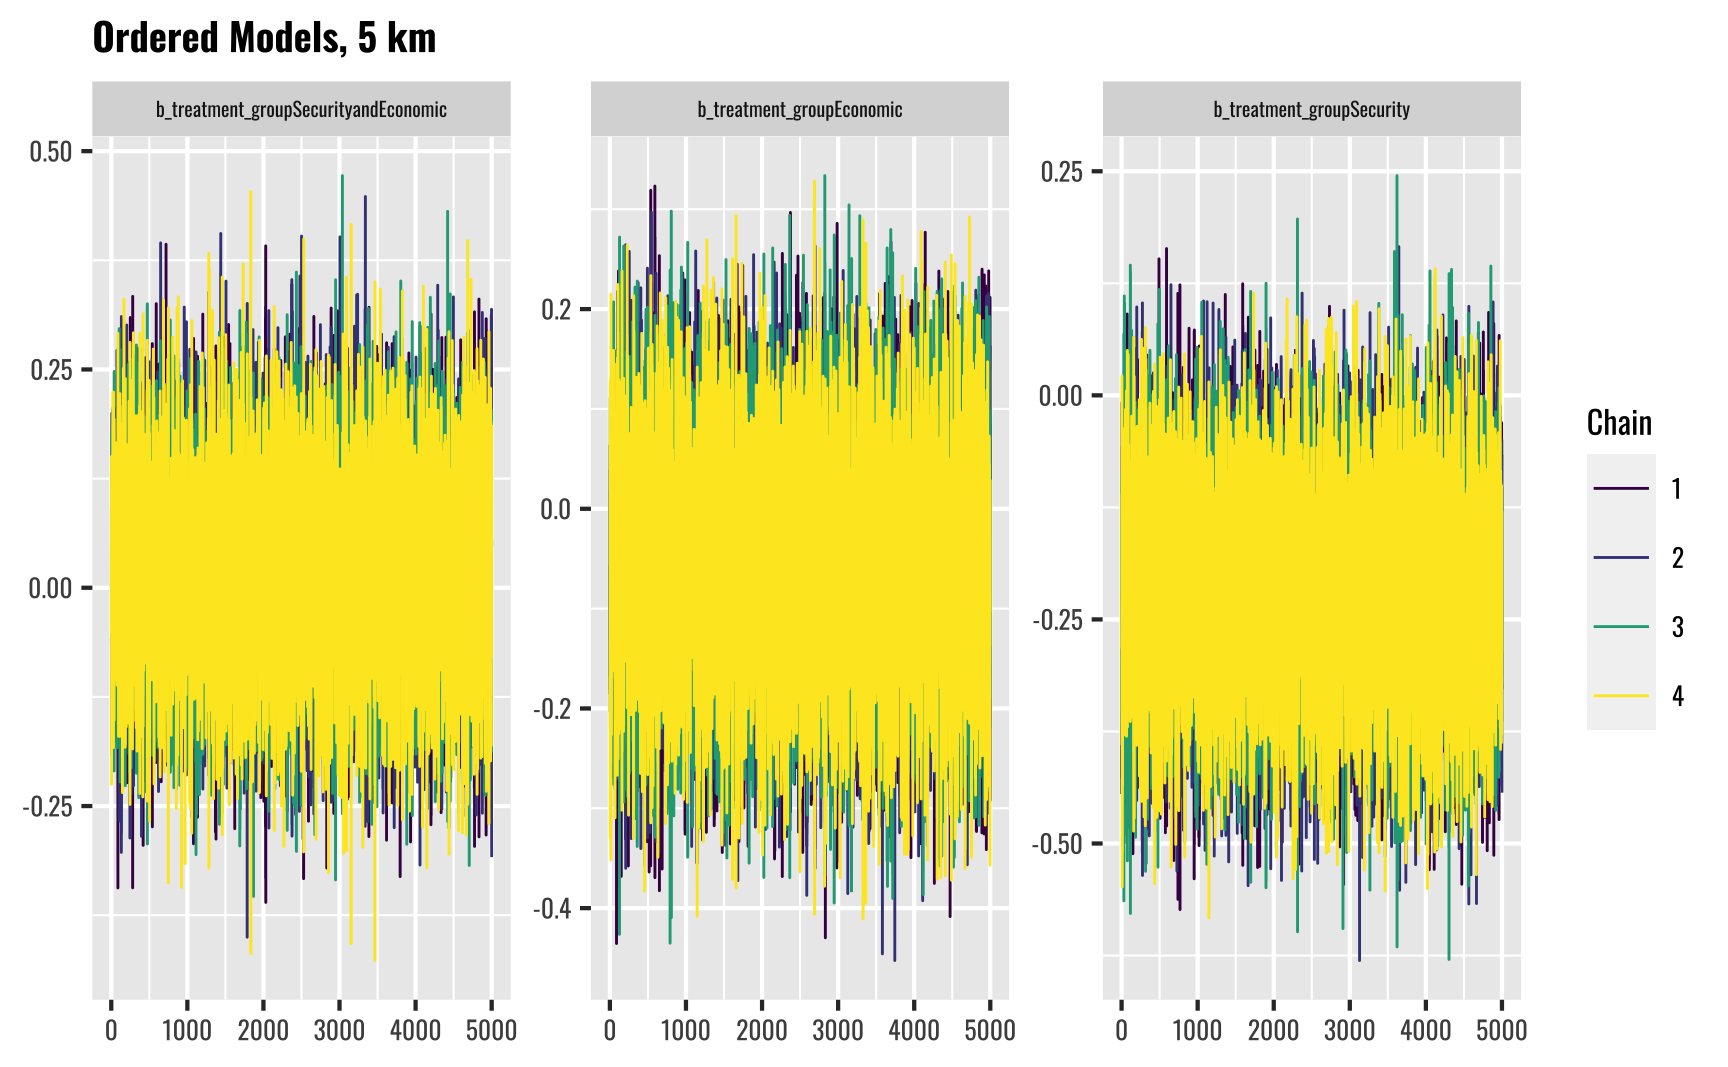 Ordered Models, 5 km
b_treatment_groupSecurityandEconomic
b_treatment_groupEconomic
b_treatment_groupSecurity
0.50
0.25
0.00
-0.25
0.2
0.0
-0.2
-0.4
0.25
0.00
-0.25
-0.50
0 1000 2000 3000 4000 5000
0 1000 2000 3000 4000 5000
0 1000 2000 3000 4000 5000
Chain
1
2
3
4